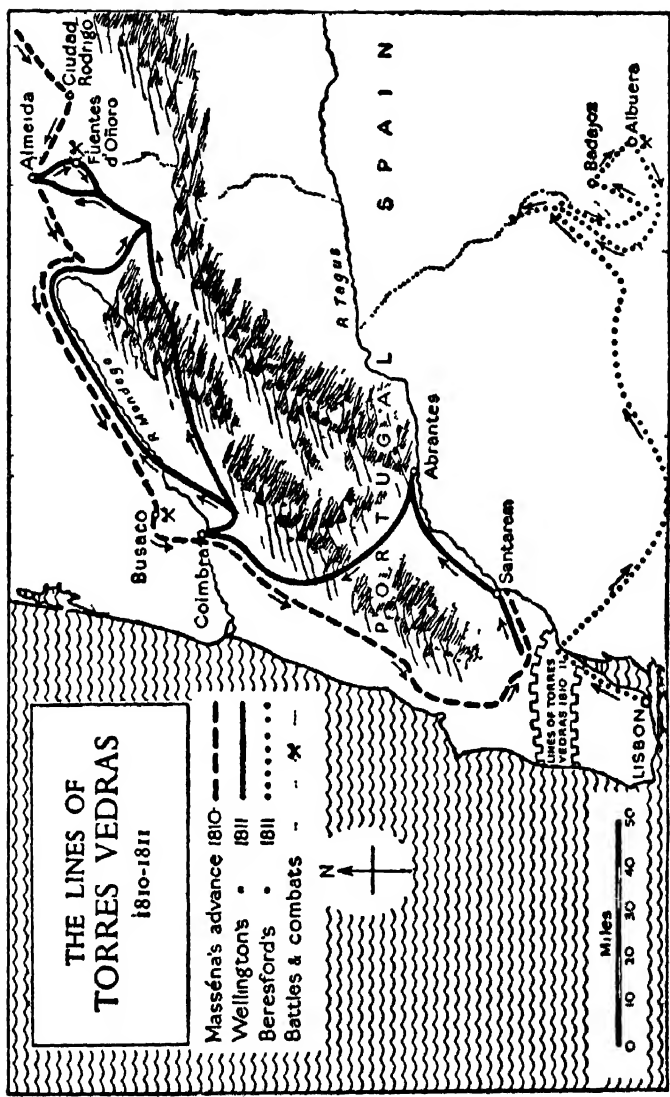 THE LINES OF
TORRES VEDRAS
1810-1811
Masséna's advance 1810
Wellington's " 1811
Beresford's " 1811
Battles & combats
N
Miles
0 10 20 30 40 50
Almeida
Ciudad
Rodrigo
Fuentes
d'Oñoro
R Mondego
Busaco
Coimbra
PORTUGAL
SPAIN
R Tagus
Abrantes
Santarem
LINES OF TORRES
VEDRAS 1810 11
LISBON
Badajoz
Albuera